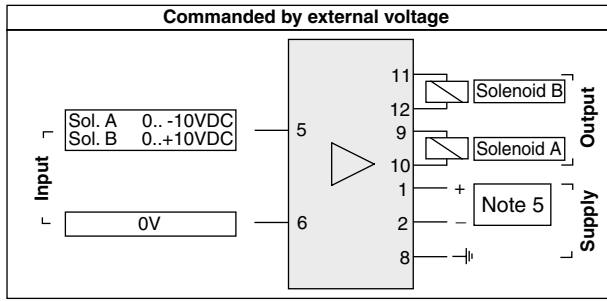 Commanded by external voltage
Input
Sol. A 0.. -10VDC
Sol. B 0..+10VDC
5
0V
6
11
12
Solenoid B
9
10
Solenoid A
Output
1 +
2 –
Note 5
8
Supply